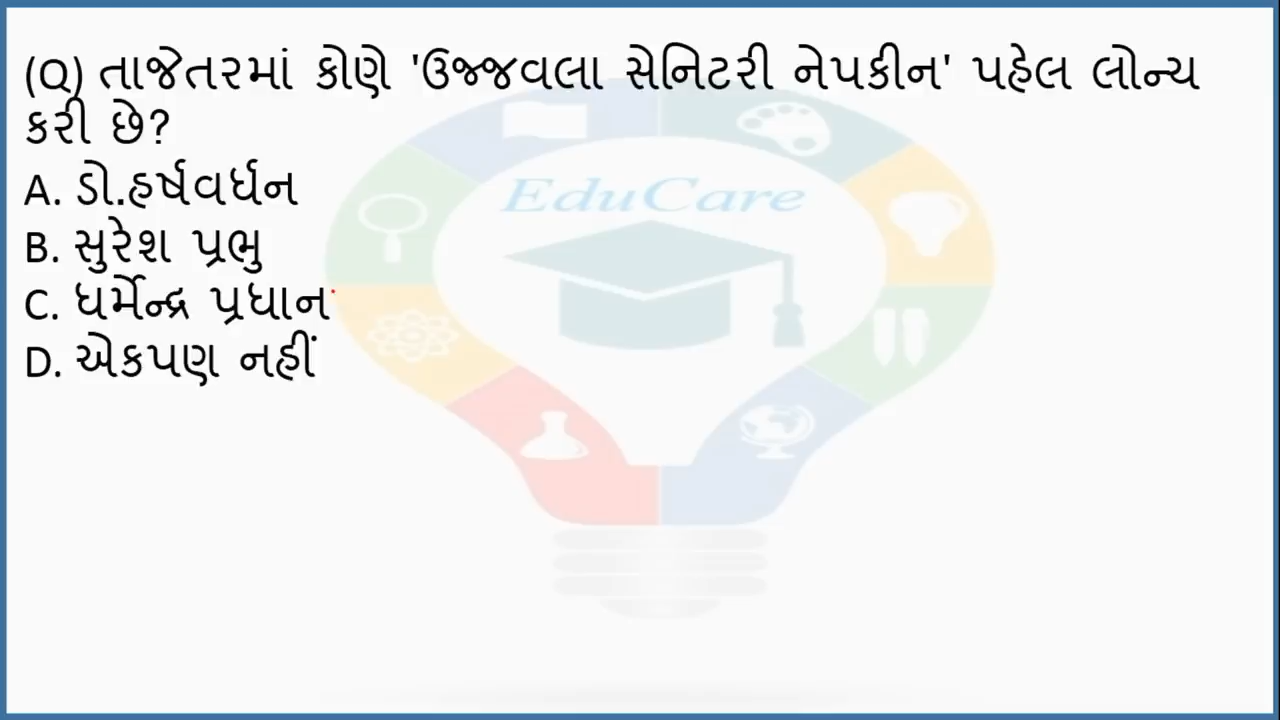 (Q) તાજેતરમાં કોણે 'ઉજ્જવલા સેનિટરી નેપકીન' પહેલ લોન્ચ
કરી છે?
A. ડો.હર્ષવર્ધન
B. સુરેશ પ્રભુ
C. ધર્મેન્દ્ર પ્રધાન
D. એકપણ નહીં
EduCare